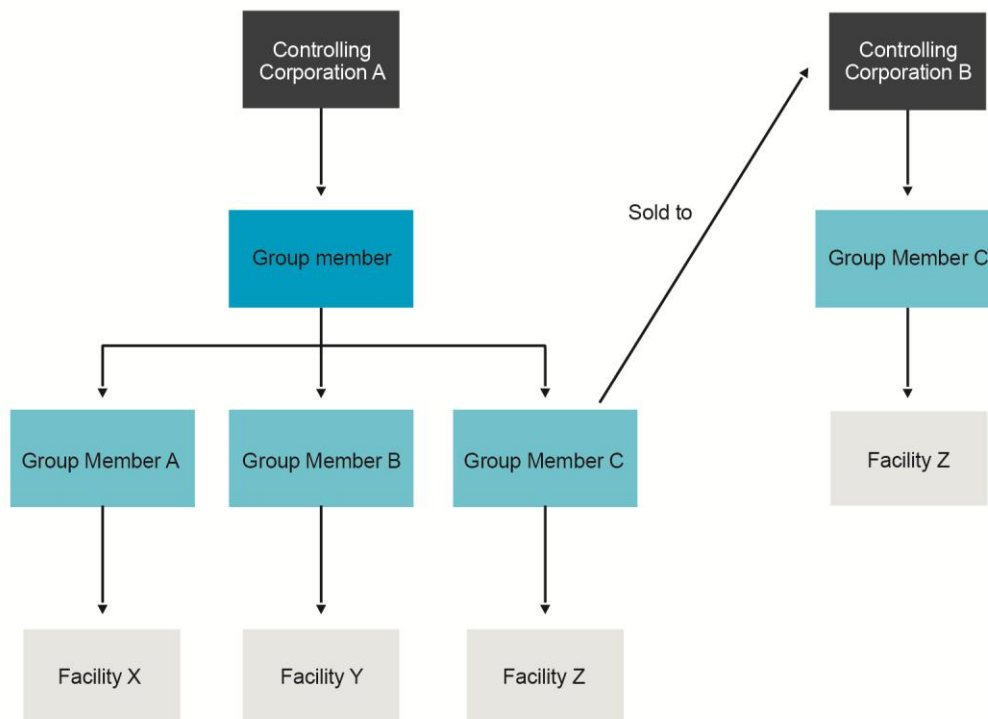 Controlling
Corporation A
Controlling
Corporation B
Sold to
Group member
Group Member C
Group Member A
Group Member B
Group Member C
Facility Z
Facility X
Facility Y
Facility Z